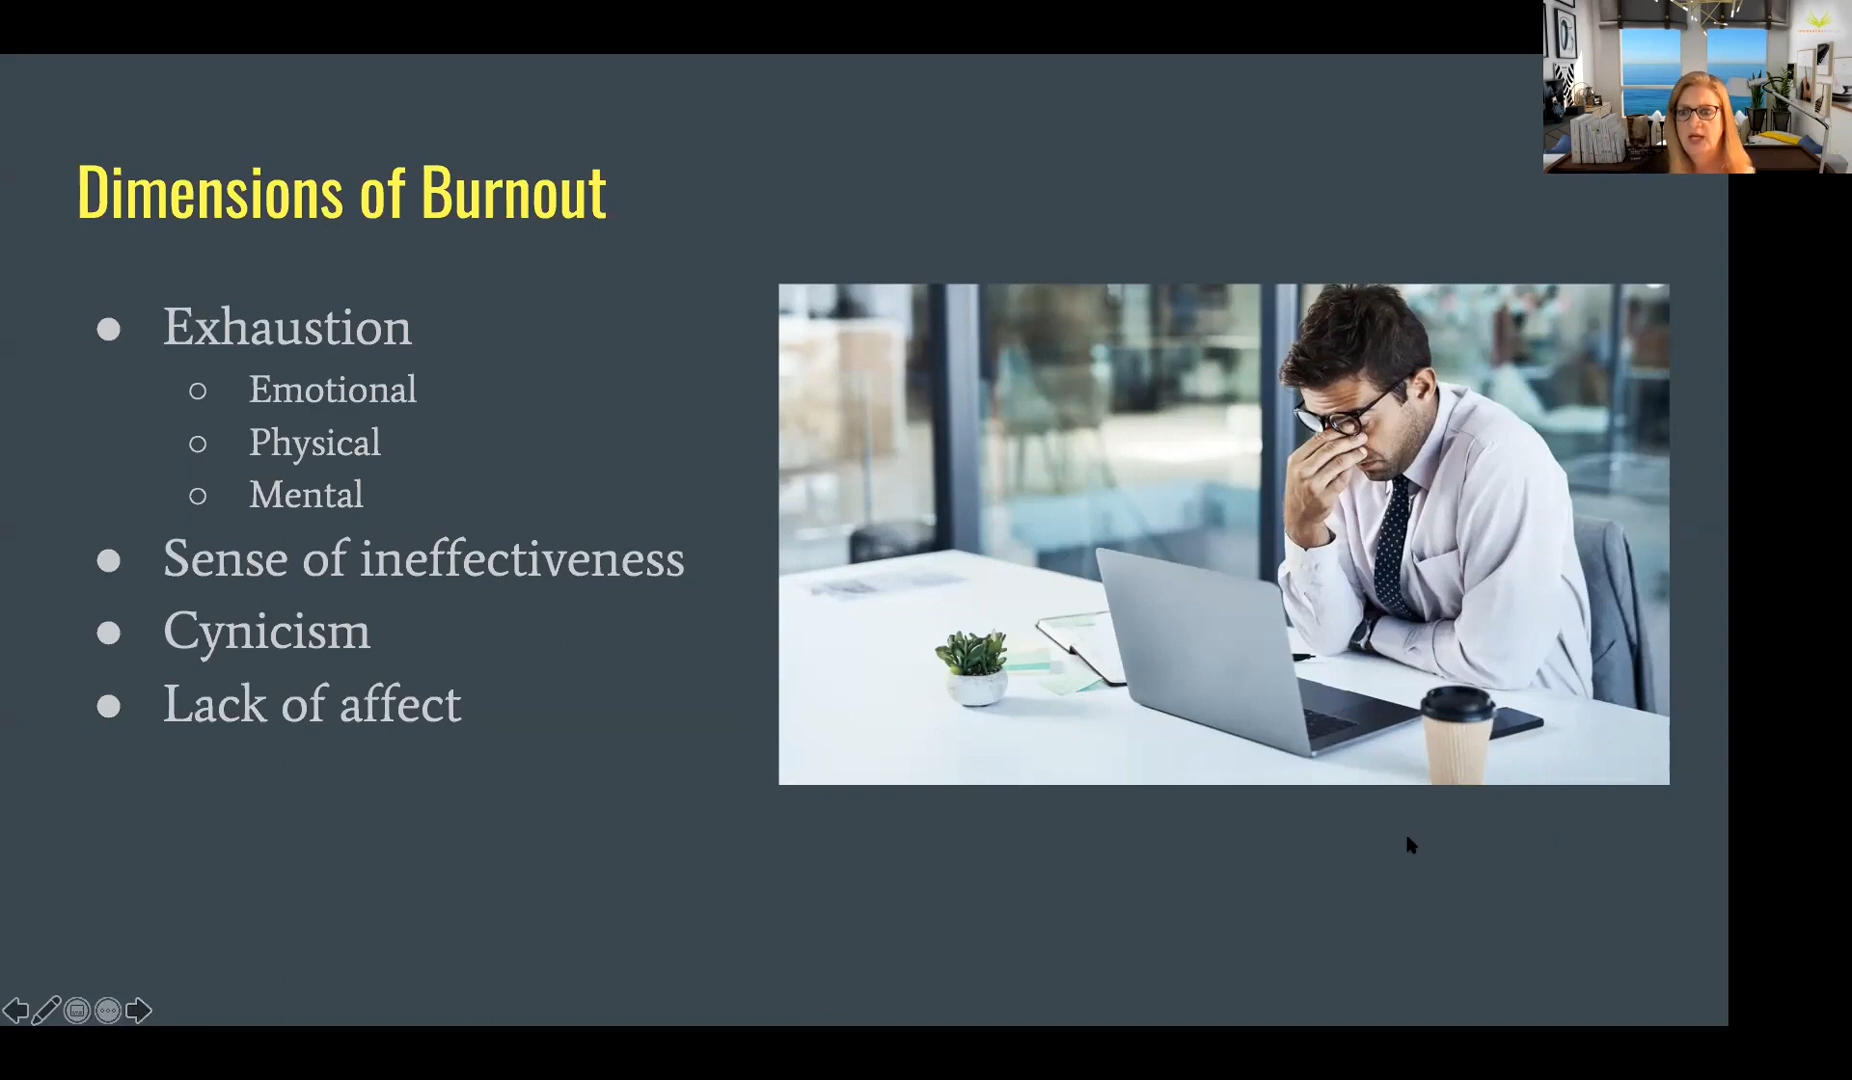 Dimensions of Burnout
Exhaustion
Emotional
Physical
Mental
Sense of ineffectiveness
Cynicism
Lack of affect